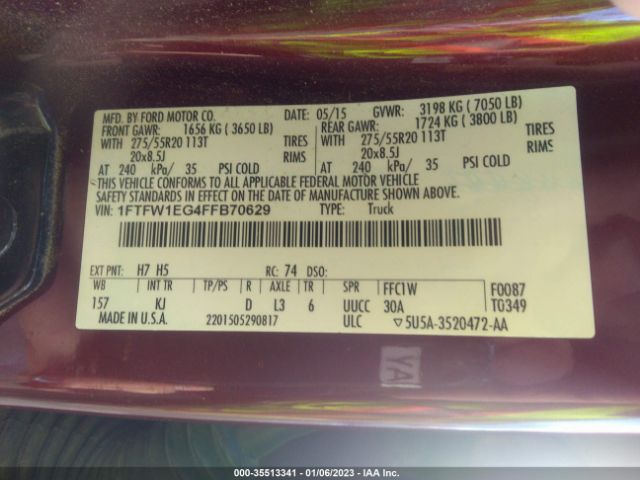 MFD. BY FORD MOTOR CO. DATE: 05/15 GVWR: 3198 KG ( 7050 LB)
FRONT GAWR: 1656 KG ( 3650 LB) REAR GAWR: 1724 KG ( 3800 LB)
WITH 275/55R20 113T TIRES WITH 275/55R20 113T TIRES
20x8.5J RIMS 20x8.5J RIMS
AT 240 kPa/ 35 PSI COLD AT 240 kPa/ 35 PSI COLD
THIS VEHICLE CONFORMS TO ALL APPLICABLE FEDERAL MOTOR VEHICLE
SAFETY STANDARDS IN EFFECT ON THE DATE OF MANUFACTURE SHOWN ABOVE.
VIN: 1FTFW1EG4FFB70629 TYPE: Truck
EXT PNT: H7 H5 RC: 74 DSO:
WB INT TR TP/PS R AXLE TR SPR FFC1W F0087
157 KJ D L3 6 UUCC 30A T0349
MADE IN U.S.A. 2201505290817 ULC ▽5U5A-3520472-AA
YA
000-35513341 - 01/06/2023 - IAA Inc.